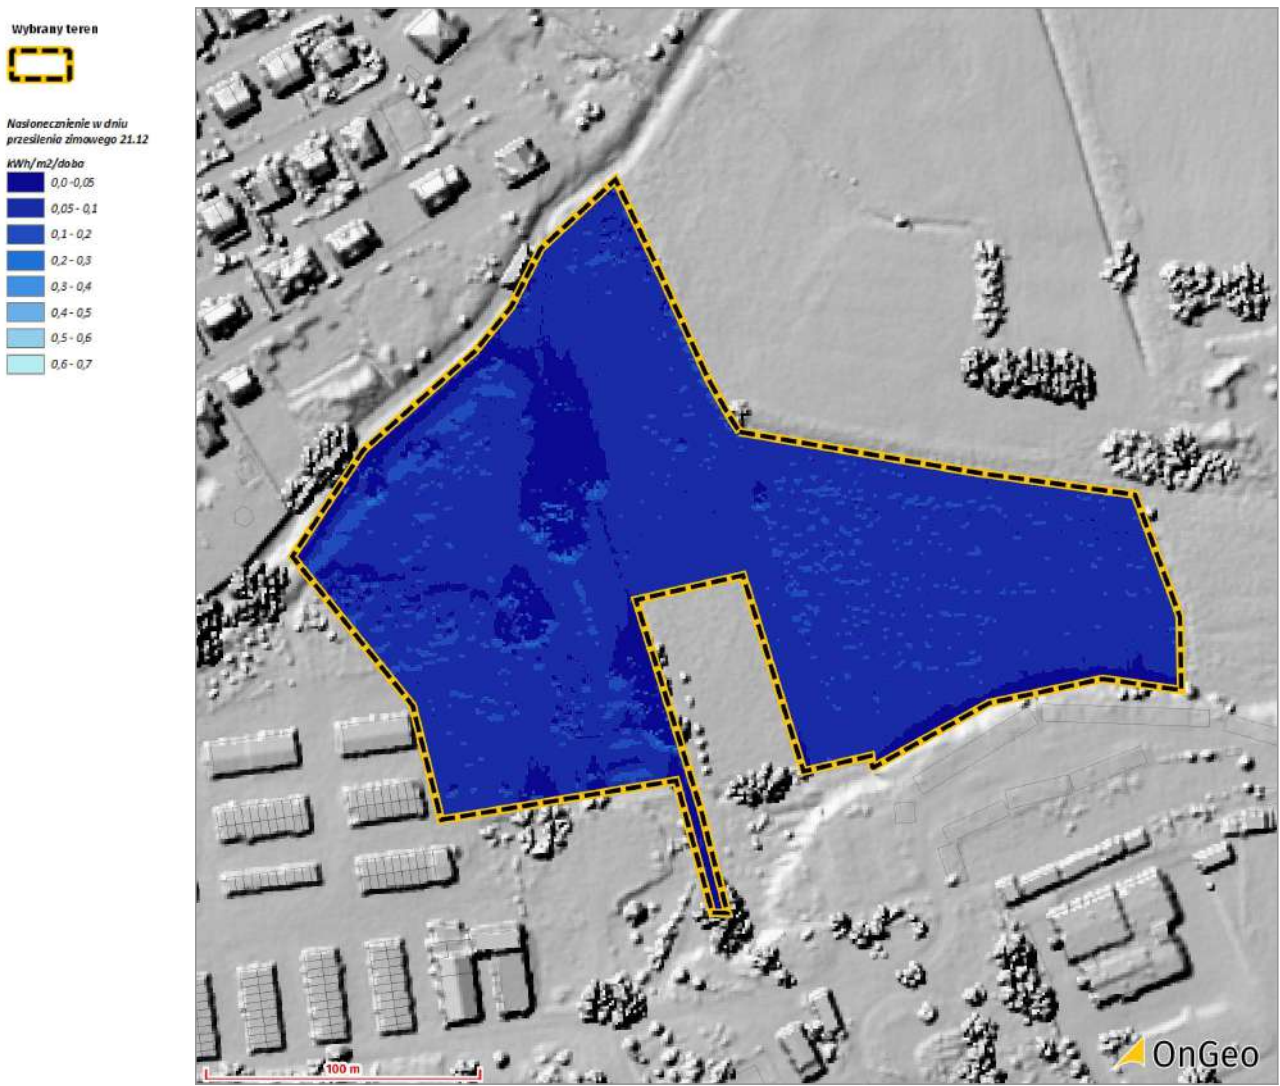 Wybrany teren
Nasłonecznienie w dniu
przesilenia zimowego 21.12
kWh/m2/doba
0,0 -0,05
0,05 - 0,1
0,1 - 0,2
0,2 - 0,3
0,3 - 0,4
0,4 - 0,5
0,5 - 0,6
0,6 - 0,7
100 m
OnGeo